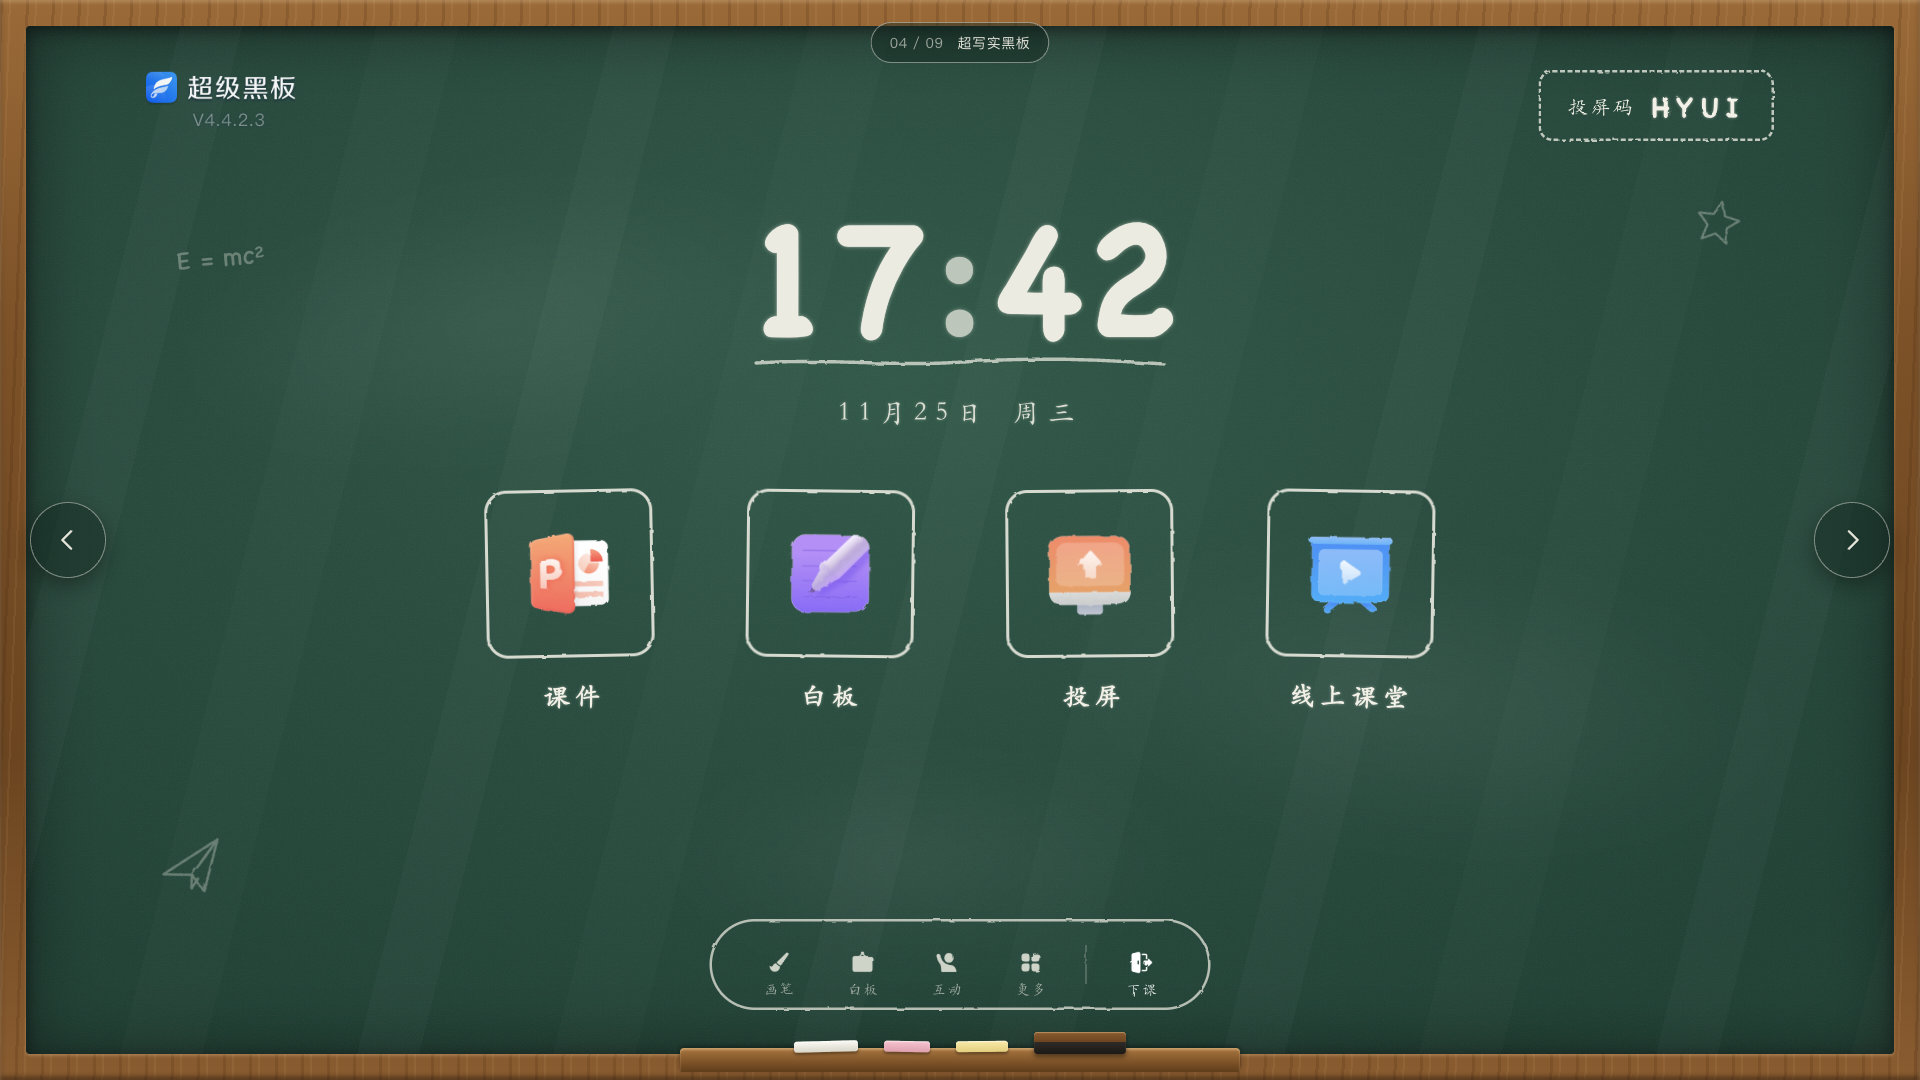 04 / 09 超写实黑板
超级黑板
V4.4.2.3
投屏码 HYUI
17:42
E = mc²
11月25日 周三
P
课件
白板
投屏
线上课堂
画笔
白板
互动
更多
下课